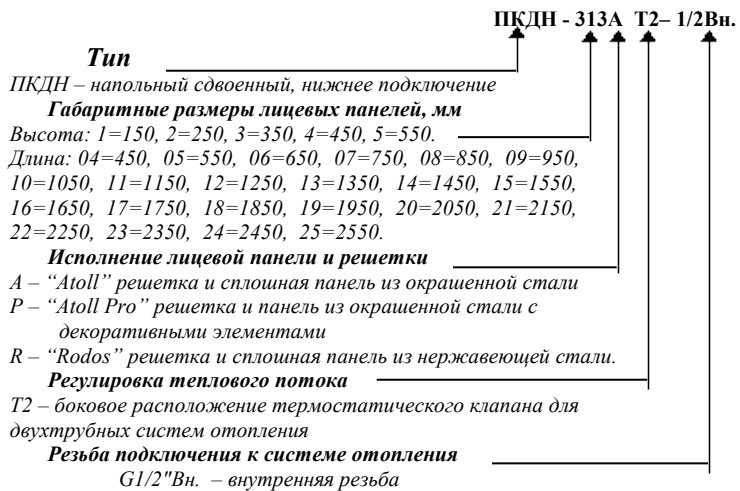 ПКДН - 313А Т2– 1/2Вн.
Тип
ПКДН – напольный сдвоенный, нижнее подключение
Габаритные размеры лицевых панелей, мм
Высота: 1=150, 2=250, 3=350, 4=450, 5=550.
Длина: 04=450, 05=550, 06=650, 07=750, 08=850, 09=950,
10=1050, 11=1150, 12=1250, 13=1350, 14=1450, 15=1550,
16=1650, 17=1750, 18=1850, 19=1950, 20=2050, 21=2150,
22=2250, 23=2350, 24=2450, 25=2550.
Исполнение лицевой панели и решетки
А – “Atoll” решетка и сплошная панель из окрашенной стали
P – “Atoll Pro” решетка и панель из окрашенной стали с
декоративными элементами
R – “Rodos” решетка и сплошная панель из нержавеющей стали.
Регулировка теплового потока
Т2 – боковое расположение термостатического клапана для
двухтрубных систем отопления
Резьба подключения к системе отопления
G1/2"Вн. – внутренняя резьба